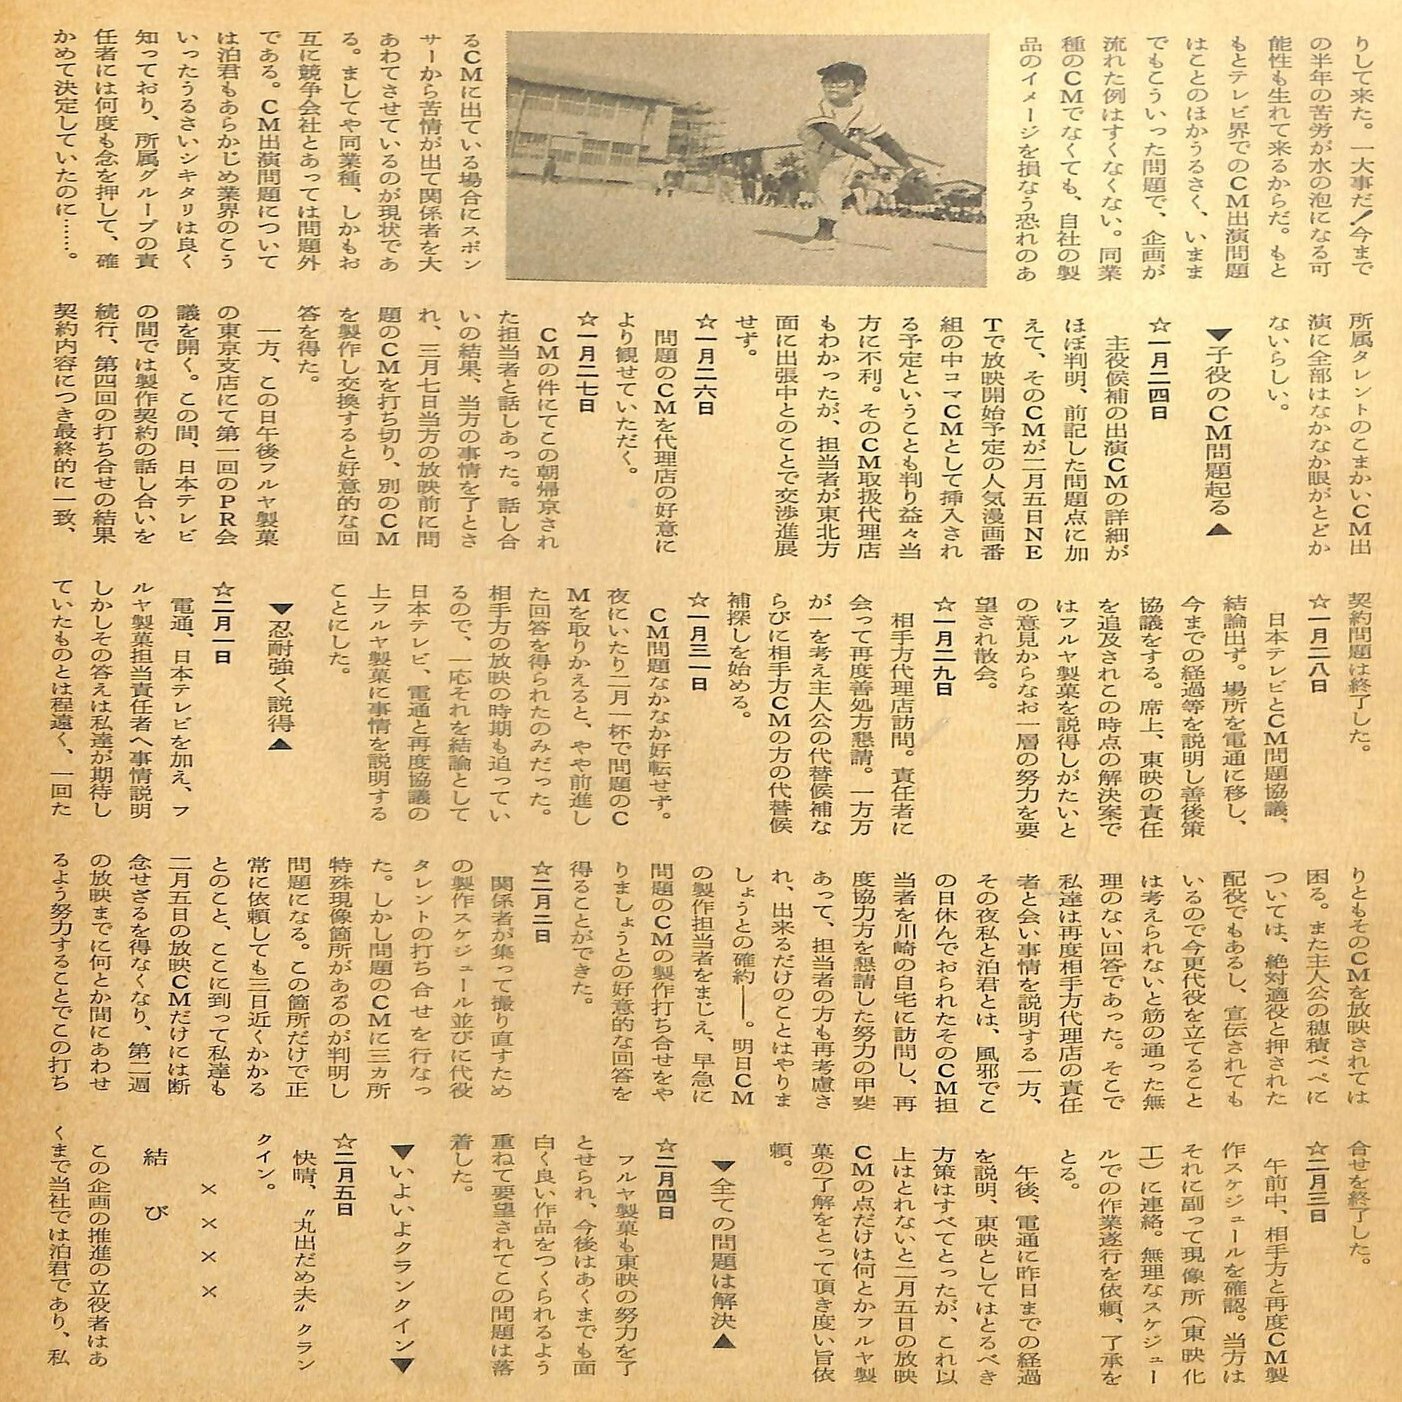 りして来た。一大事だ！今まで
の半年の苦労が水の泡になる可
能性も生れて来るからだ。もと
もとテレビ界でのCM出演問題
はことのほかうるさく、いまま
でもこういった問題で、企画が
流れた例はすくなくない。同業
種のCMでなくても、自社の製
品のイメージを損なう恐れのあ
るCMに出ている場合にスポン
サーから苦情が出て関係者を大
あわてさせているのが現状であ
る。ましてや同業種、しかもお
互に競争会社とあっては問題外
である。CM出演問題について
は泊君もあらかじめ業界のこう
いったうるさいシキタリは良く
知っており、所属グループの責
任者には何度も念を押して、確
かめて決定していたのに……。
所属タレントのこまかいCM出
演に全部はなかなか眼がとどか
ないらしい。
▼子役のCM問題起る▲
☆一月二四日
主役候補の出演CMの詳細が
ほぼ判明、前記した問題点に加
えて、そのCMが二月五日NE
Tで放映開始予定の人気漫画番
組の中コマCMとして挿入され
る予定ということも判り益々当
方に不利。そのCM取扱代理店
もわかったが、担当者が東北方
面に出張中とのことで交渉進展
せず。
☆一月二六日
問題のCMを代理店の好意に
より観せていただく。
☆一月二七日
CMの件にてこの朝帰京され
た担当者と話しあった。話し合
いの結果、当方の事情を了とさ
れ、三月七日当方の放映前に問
題のCMを打ち切り、別のCM
を製作し交換すると好意的な回
答を得た。
一方、この日午後フルヤ製菓
の東京支店にて第一回のPR会
議を開く。この間、日本テレビ
の間では製作契約の話し合いを
続行、第四回の打ち合せの結果
契約内容につき最終的に一致、
契約問題は終了した。
☆一月二八日
日本テレビとCM問題協議、
結論出ず。場所を電通に移し、
今までの経過等を説明し善後策
協議をする。席上、東映の責任
を追及されこの時点の解決案で
はフルヤ製菓を説得しがたいと
の意見からなお一層の努力を要
望され散会。
☆一月二九日
相手方代理店訪問。責任者に
会って再度善処方懇請。一方万
が一を考え主人公の代替候補な
らびに相手方CMの方の代替候
補探しを始める。
☆一月三一日
CM問題なかなか好転せず。
夜にいたり二月一杯で問題のC
Mを取りかえると、やや前進し
た回答を得られたのみだった。
相手方の放映の時期も迫ってい
るので、一応それを結論として
日本テレビ、電通と再度協議の
上フルヤ製菓に事情を説明する
ことにした。
▼忍耐強く説得▲
☆二月一日
電通、日本テレビを加え、フ
ルヤ製菓担当責任者へ事情説明
しかしその答えは私達が期待し
ていたものとは程遠く、一回た
りともそのCMを放映されては
困る。また主人公の穂積ぺぺに
ついては、絶対適役と押された
配役でもあるし、宣伝されても
いるので今更代役を立てること
は考えられないと筋の通った無
理のない回答であった。そこで
私達は再度相手方代理店の責任
者と会い事情を説明する一方、
その夜私と泊君とは、風邪でこ
の日休んでおられたそのCM担
当者を川崎の自宅に訪問し、再
度協力方を懇請した努力の甲斐
あって、担当者の方も再考慮さ
れ、出来るだけのことはやりま
しょうとの確約――。明日CM
の製作担当者をまじえ、早急に
問題のCMの製作打ち合せをや
りましょうとの好意的な回答を
得ることができた。
☆二月二日
関係者が集って撮り直すため
の製作スケジュール並びに代役
タレントの打ち合せを行なっ
た。しかし問題のCMに三カ所
特殊現像箇所があるのが判明し
問題になる。この箇所だけで正
常に依頼しても三日近くかかる
とのこと、ここに到って私達も
二月五日の放映CMだけには断
念せざるを得なくなり、第二週
の放映までに何とか間にあわせ
るよう努力することでこの打ち
合せを終了した。
☆二月三日
午前中、相手方と再度CM製
作スケジュールを確認。当方は
それに副って現像所（東映化
工）に連絡。無理なスケジュー
ルでの作業遂行を依頼、了承を
とる。
午後、電通に昨日までの経過
を説明、東映としてはとるべき
方策はすべてとったが、これ以
上はとれないと二月五日の放映
CMの点だけは何とかフルヤ製
菓の了解をとって頂き度い旨依
頼。
▼全ての問題は解決▲
☆二月四日
フルヤ製菓も東映の努力を了
とせられ、今後はあくまでも面
白く良い作品をつくられるよう
重ねて要望されてこの問題は落
着した。
▼いよいよクランクイン▼
☆二月五日
快晴、〝丸出だめ夫〟クラン
クイン。
× × × ×
結び
この企画の推進の立役者はあ
くまで当社では泊君であり、私